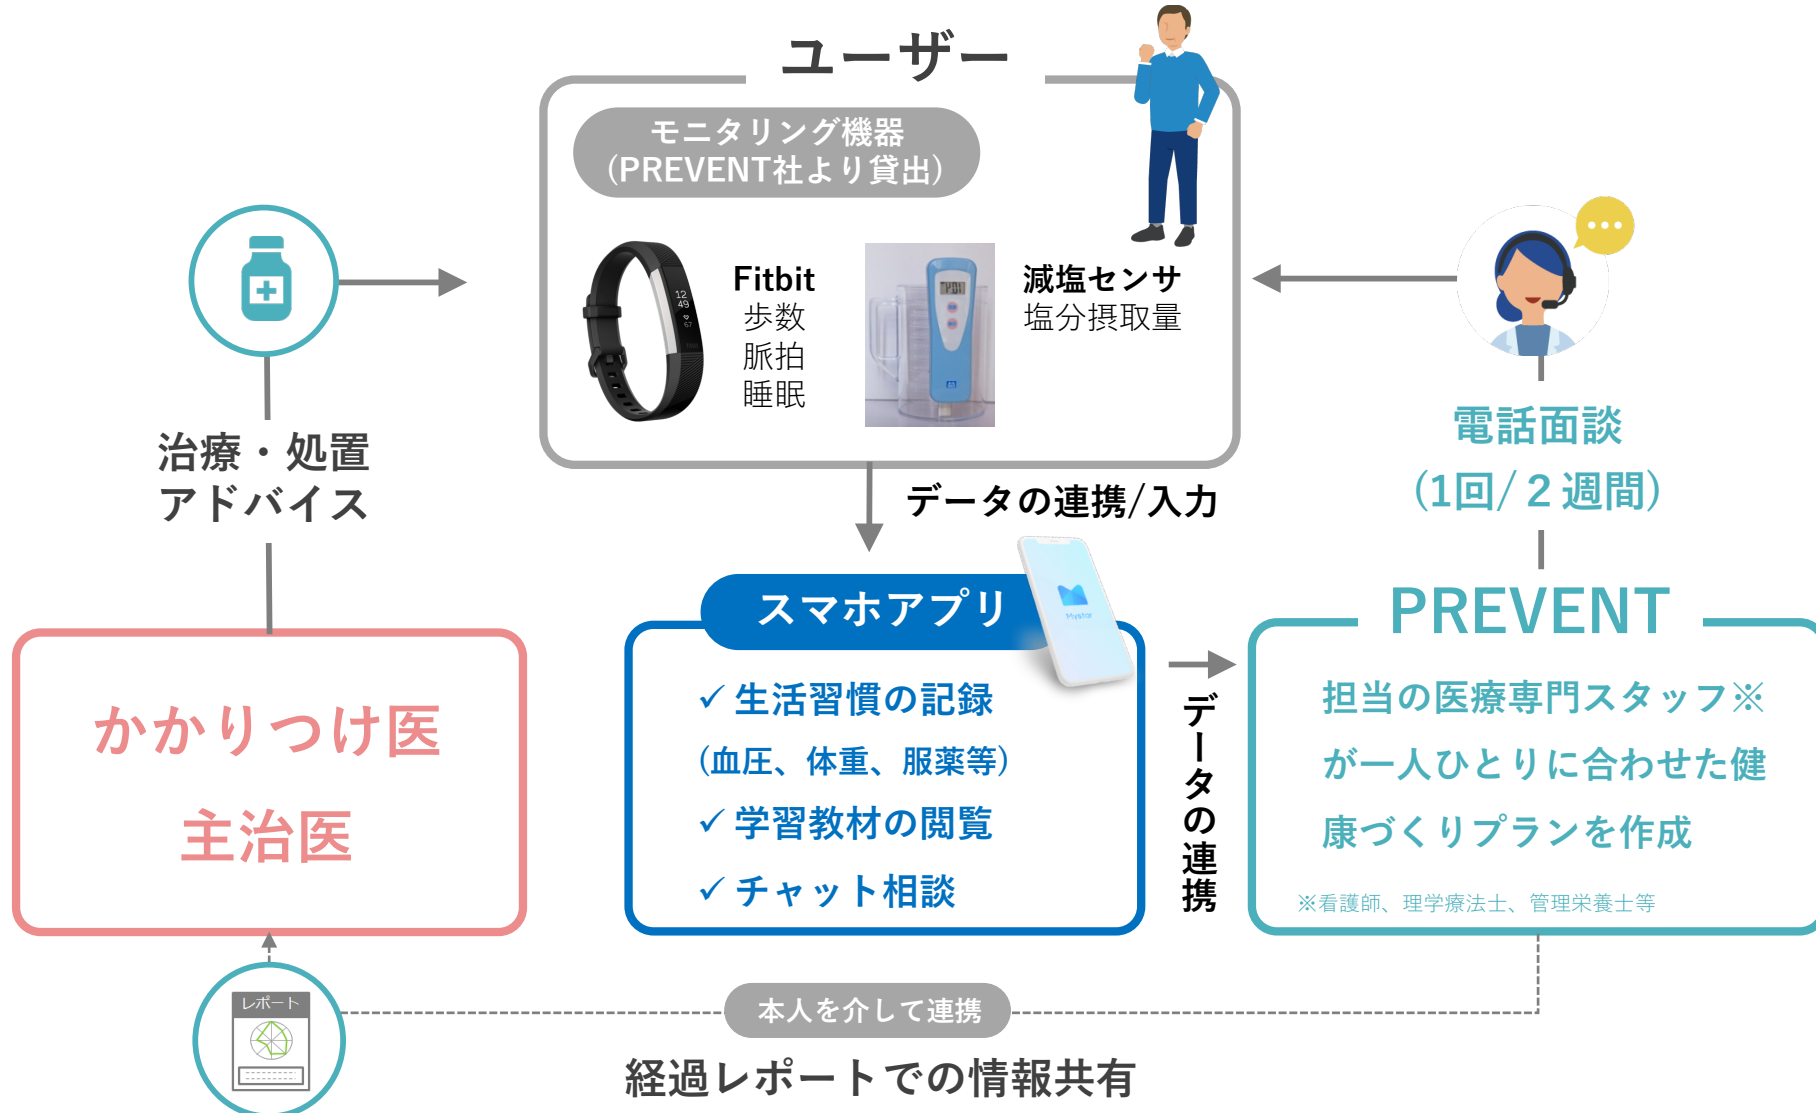 ユーザー
モニタリング機器
(PREVENT社より貸出)
12
49
67
Fitbit
歩数
脈拍
睡眠
減塩センサ
塩分摂取量
治療・処置
アドバイス
電話面談
(1回/２週間)
データの連携/入力
スマホアプリ
Mystar
✓生活習慣の記録
(血圧、体重、服薬等)
✓学習教材の閲覧
✓チャット相談
データの連携
PREVENT
担当の医療専門スタッフ※
が一人ひとりに合わせた健
康づくりプランを作成
※看護師、理学療法士、管理栄養士等
かかりつけ医
主治医
レポート
本人を介して連携
経過レポートでの情報共有